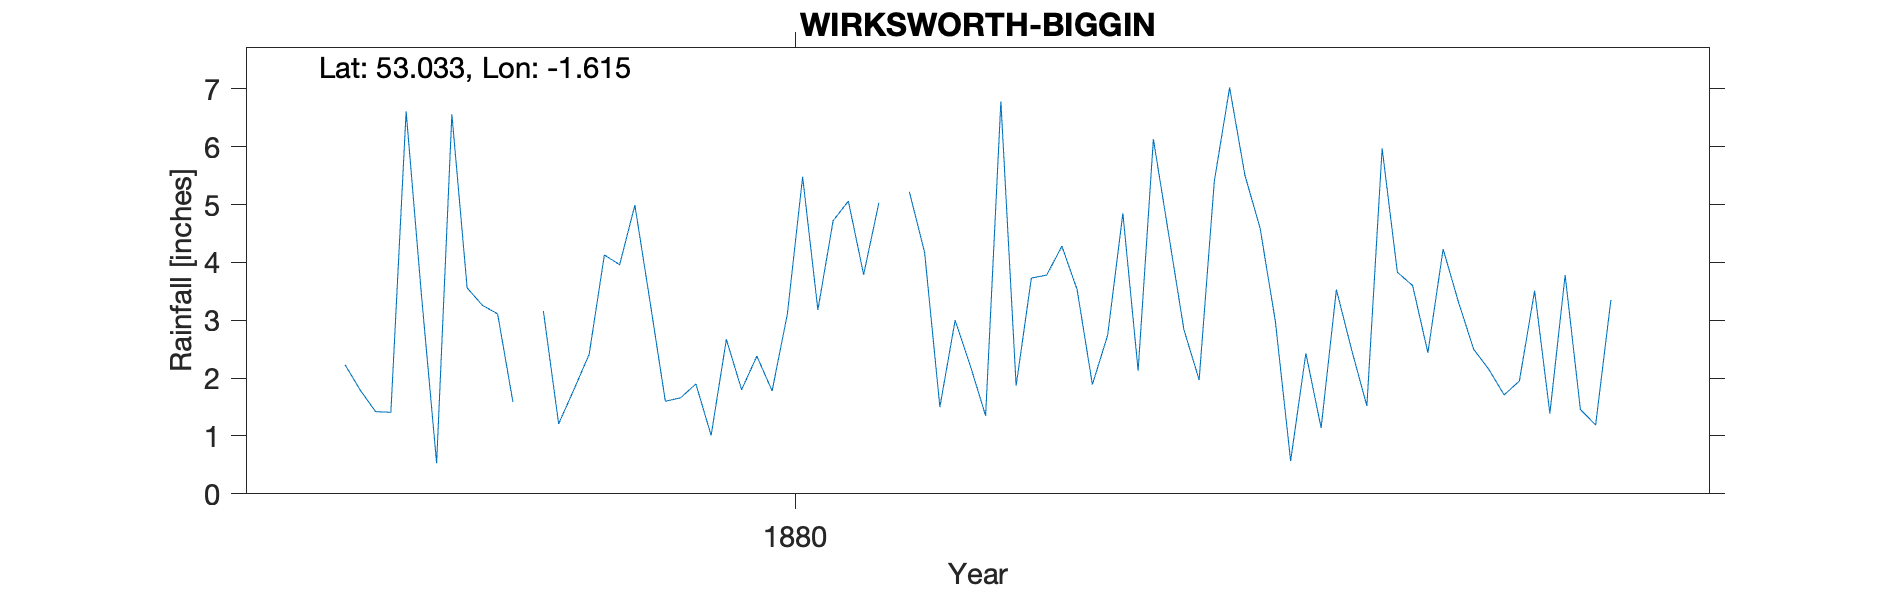 WIRKSWORTH-BIGGIN
Lat: 53.033, Lon: -1.615
7
6
5
4
3
2
1
0
Rainfall [inches]
1880
Year